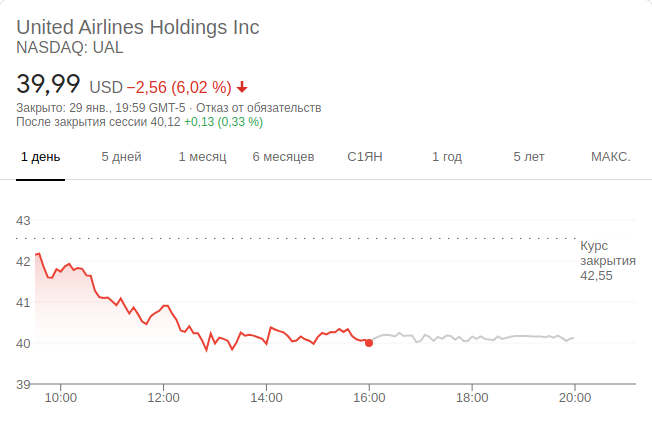 United Airlines Holdings Inc
NASDAQ: UAL
39,99 USD −2,56 (6,02 %)
Закрыто: 29 янв., 19:59 GMT-5 · Отказ от обязательств
После закрытия сессии 40,12 +0,13 (0,33 %)
1 день 5 дней 1 месяц 6 месяцев С1ЯН 1 год 5 лет МАКС.
43
42
41
40
39
Курс
закрытия
42,55
10:00 12:00 14:00 16:00 18:00 20:00